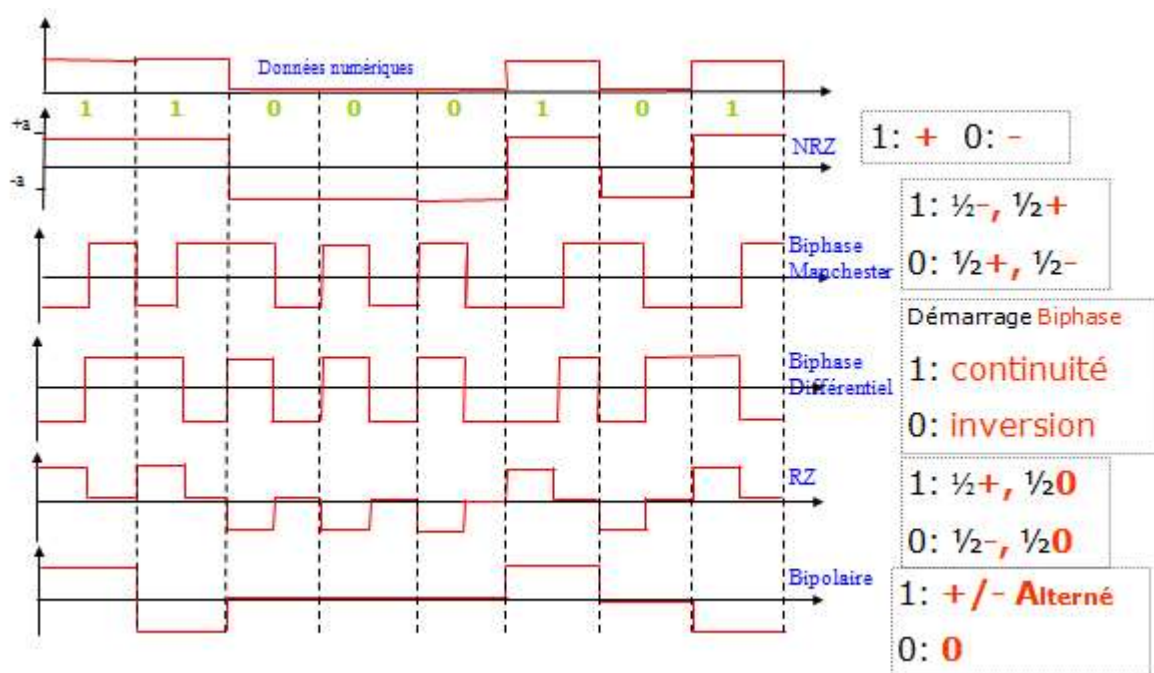 Données numériques
1 1 0 0 0 1 0 1
+a
-a
NRZ
1: + 0: -
Biphase
Manchester
1: ½-, ½+
0: ½+, ½-
Biphase
Différentiel
Démarrage Biphase
1: continuité
0: inversion
RZ
1: ½+, ½0
0: ½-, ½0
Bipolaire
1: +/- Alterné
0: 0